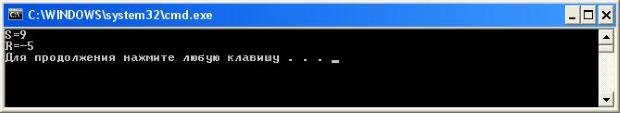 C:\WINDOWS\system32\cmd.exe
S=9
R=-5
Для продолжения нажмите любую клавишу . . .